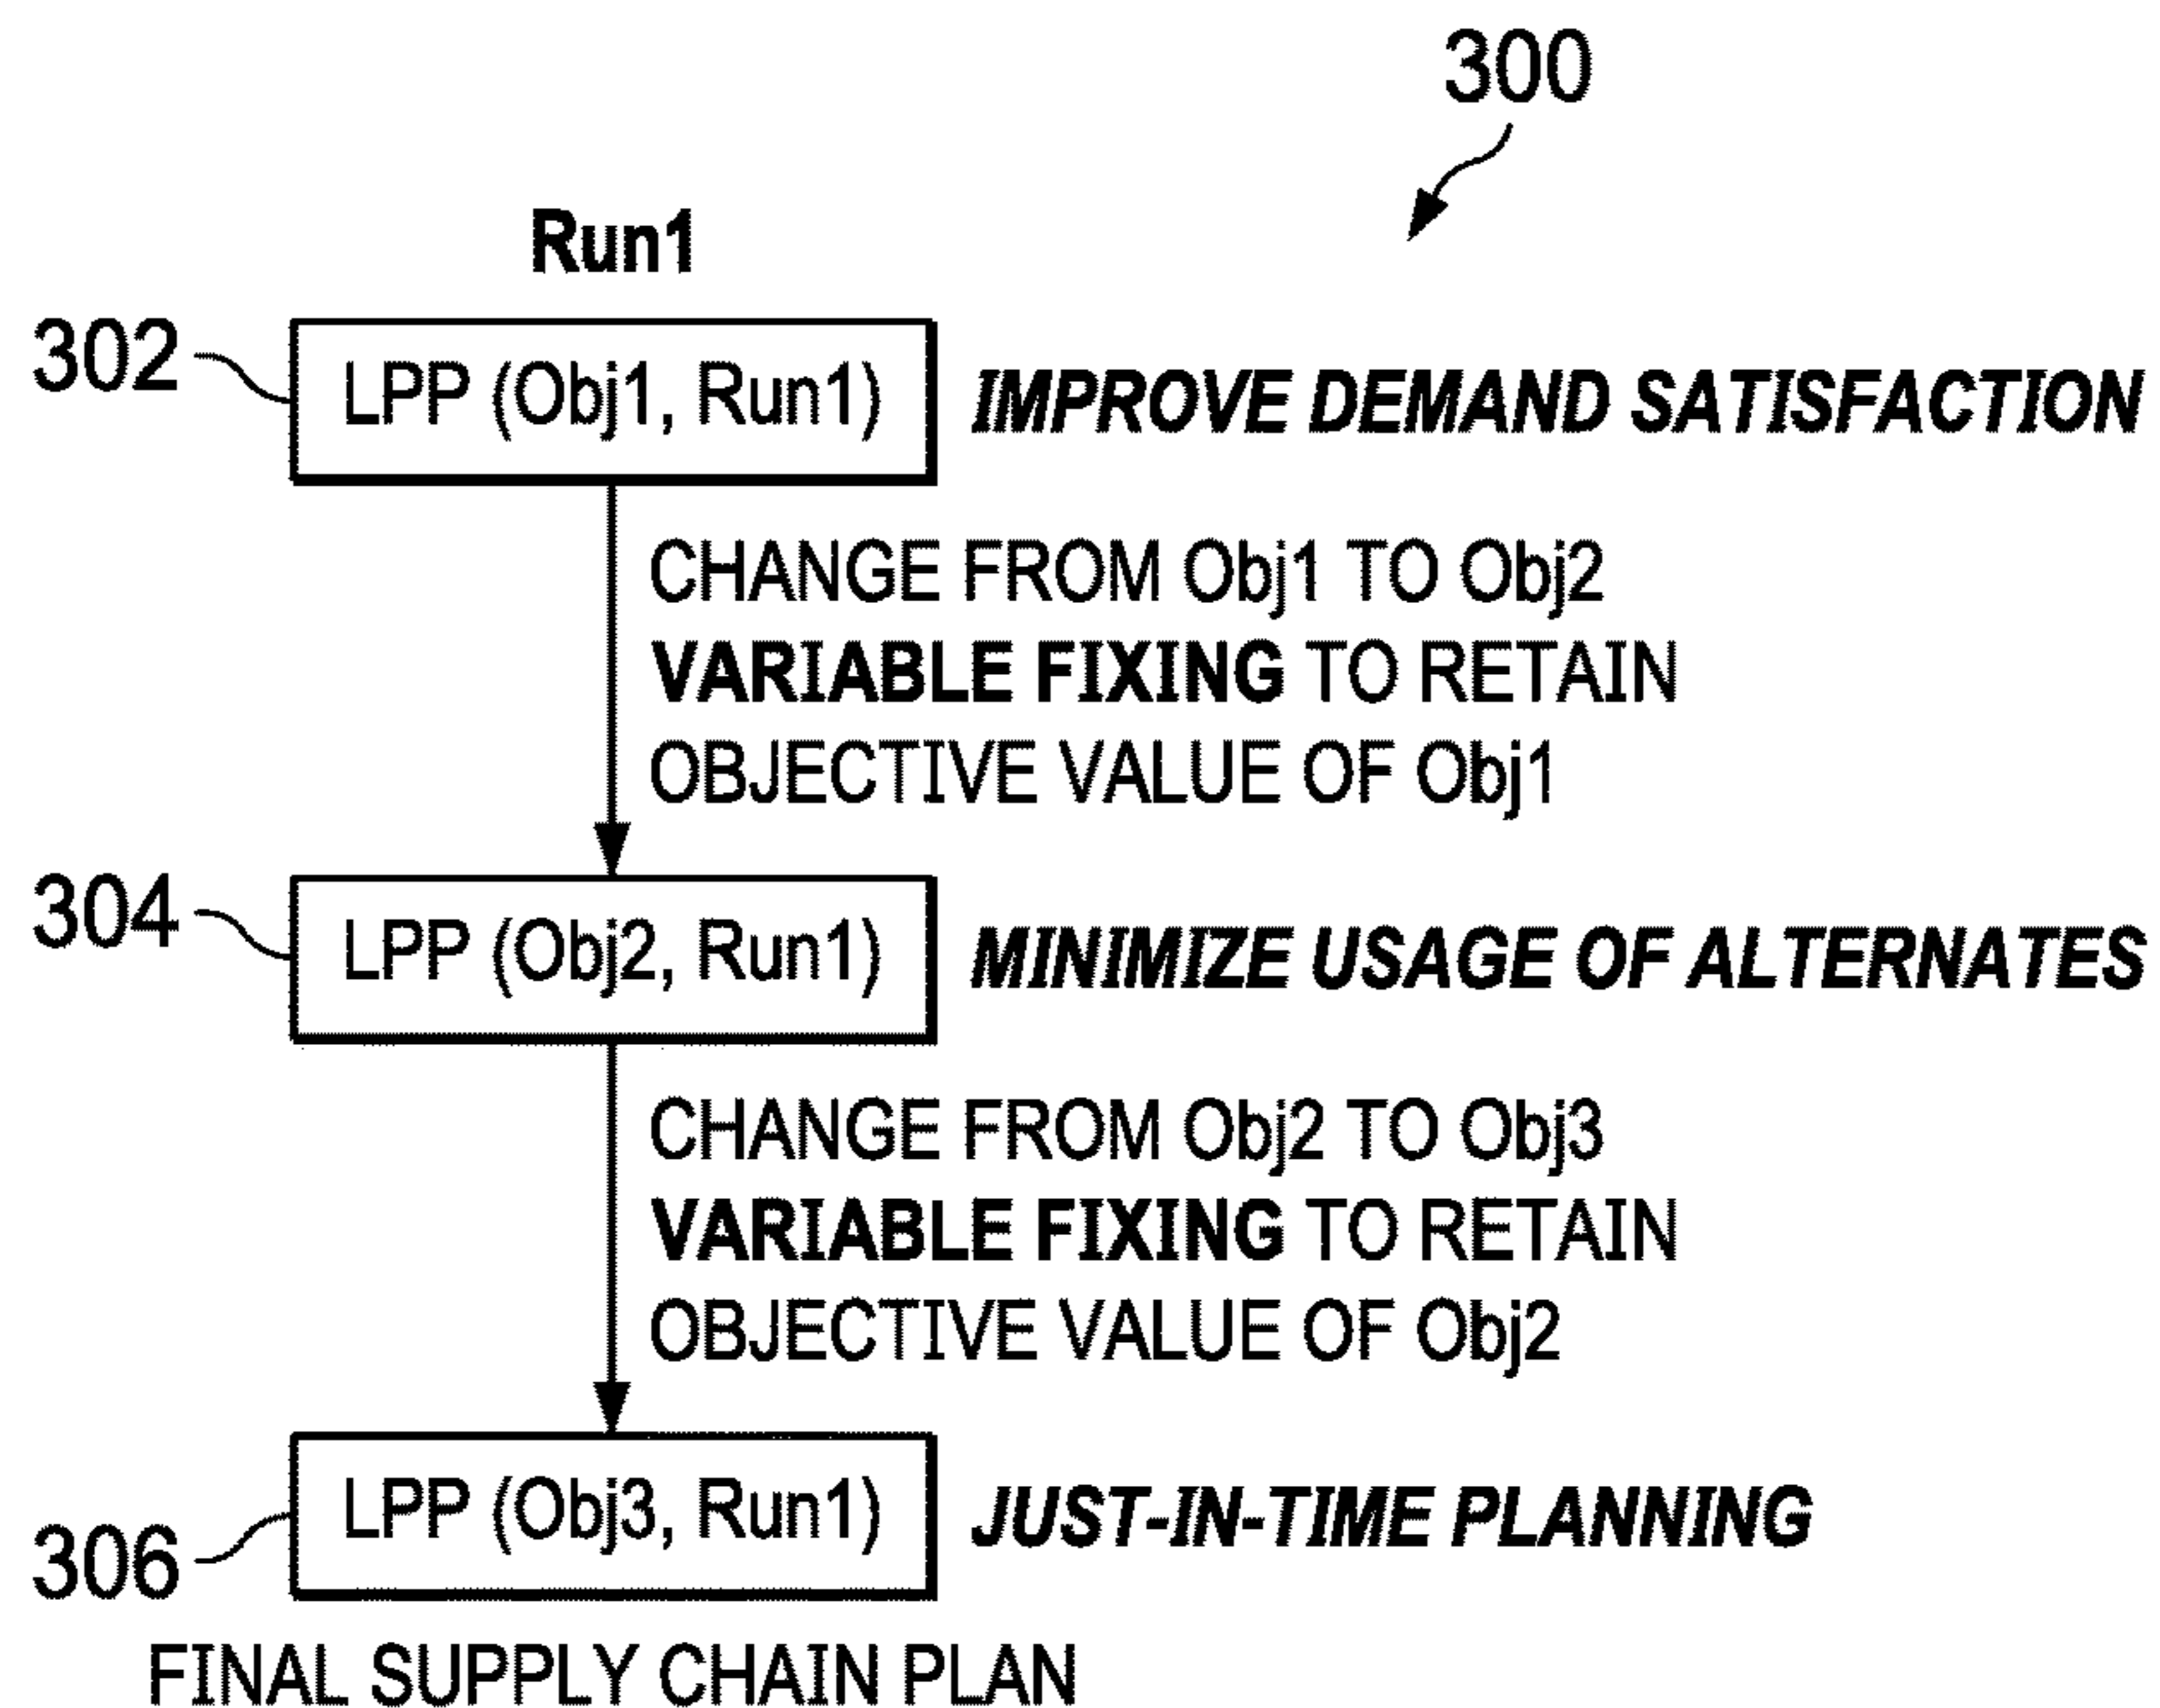 300
Run1
302
LPP (Obj1, Run1)
IMPROVE DEMAND SATISFACTION
CHANGE FROM Obj1 TO Obj2
VARIABLE FIXING TO RETAIN
OBJECTIVE VALUE OF Obj1
304
LPP (Obj2, Run1)
MINIMIZE USAGE OF ALTERNATES
CHANGE FROM Obj2 TO Obj3
VARIABLE FIXING TO RETAIN
OBJECTIVE VALUE OF Obj2
306
LPP (Obj3, Run1)
JUST-IN-TIME PLANNING
FINAL SUPPLY CHAIN PLAN